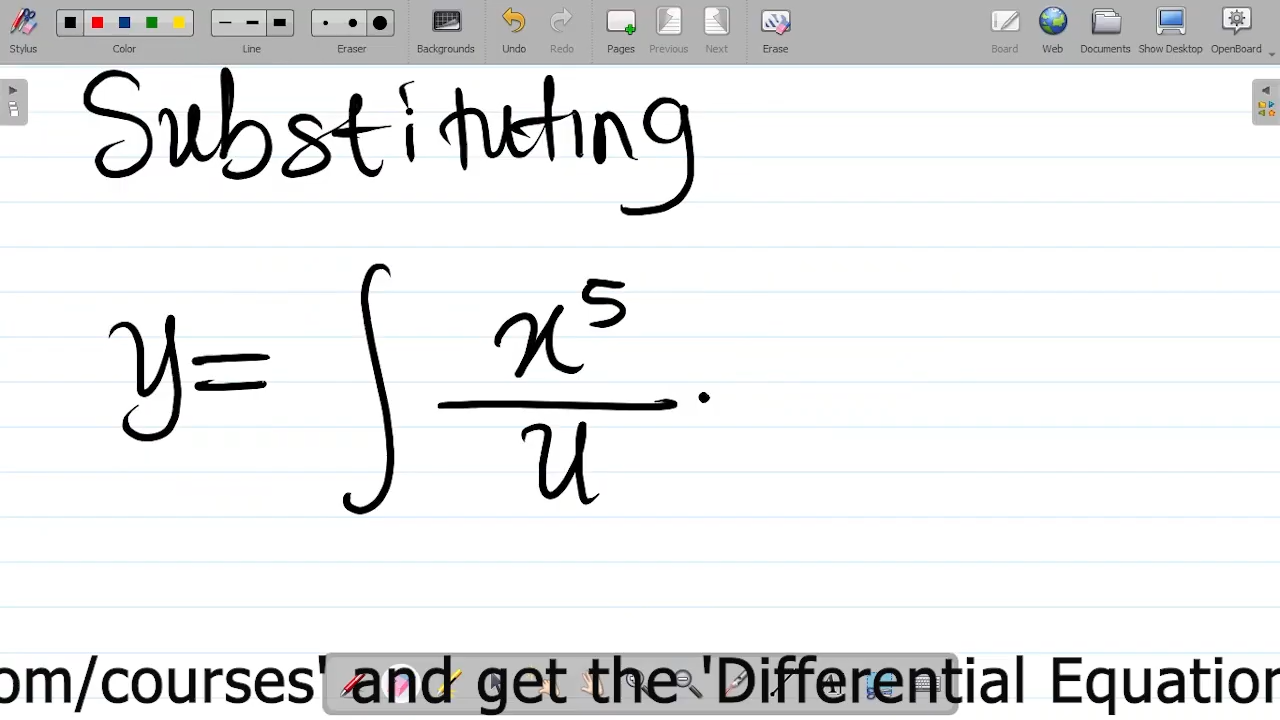 Stylus Color Line Eraser Backgrounds Undo Redo Pages Previous Next Erase Board Web Documents Show Desktop OpenBoard
Substituting
y = ∫ x^5 / u ·
om/courses' and get the 'Differential Equation